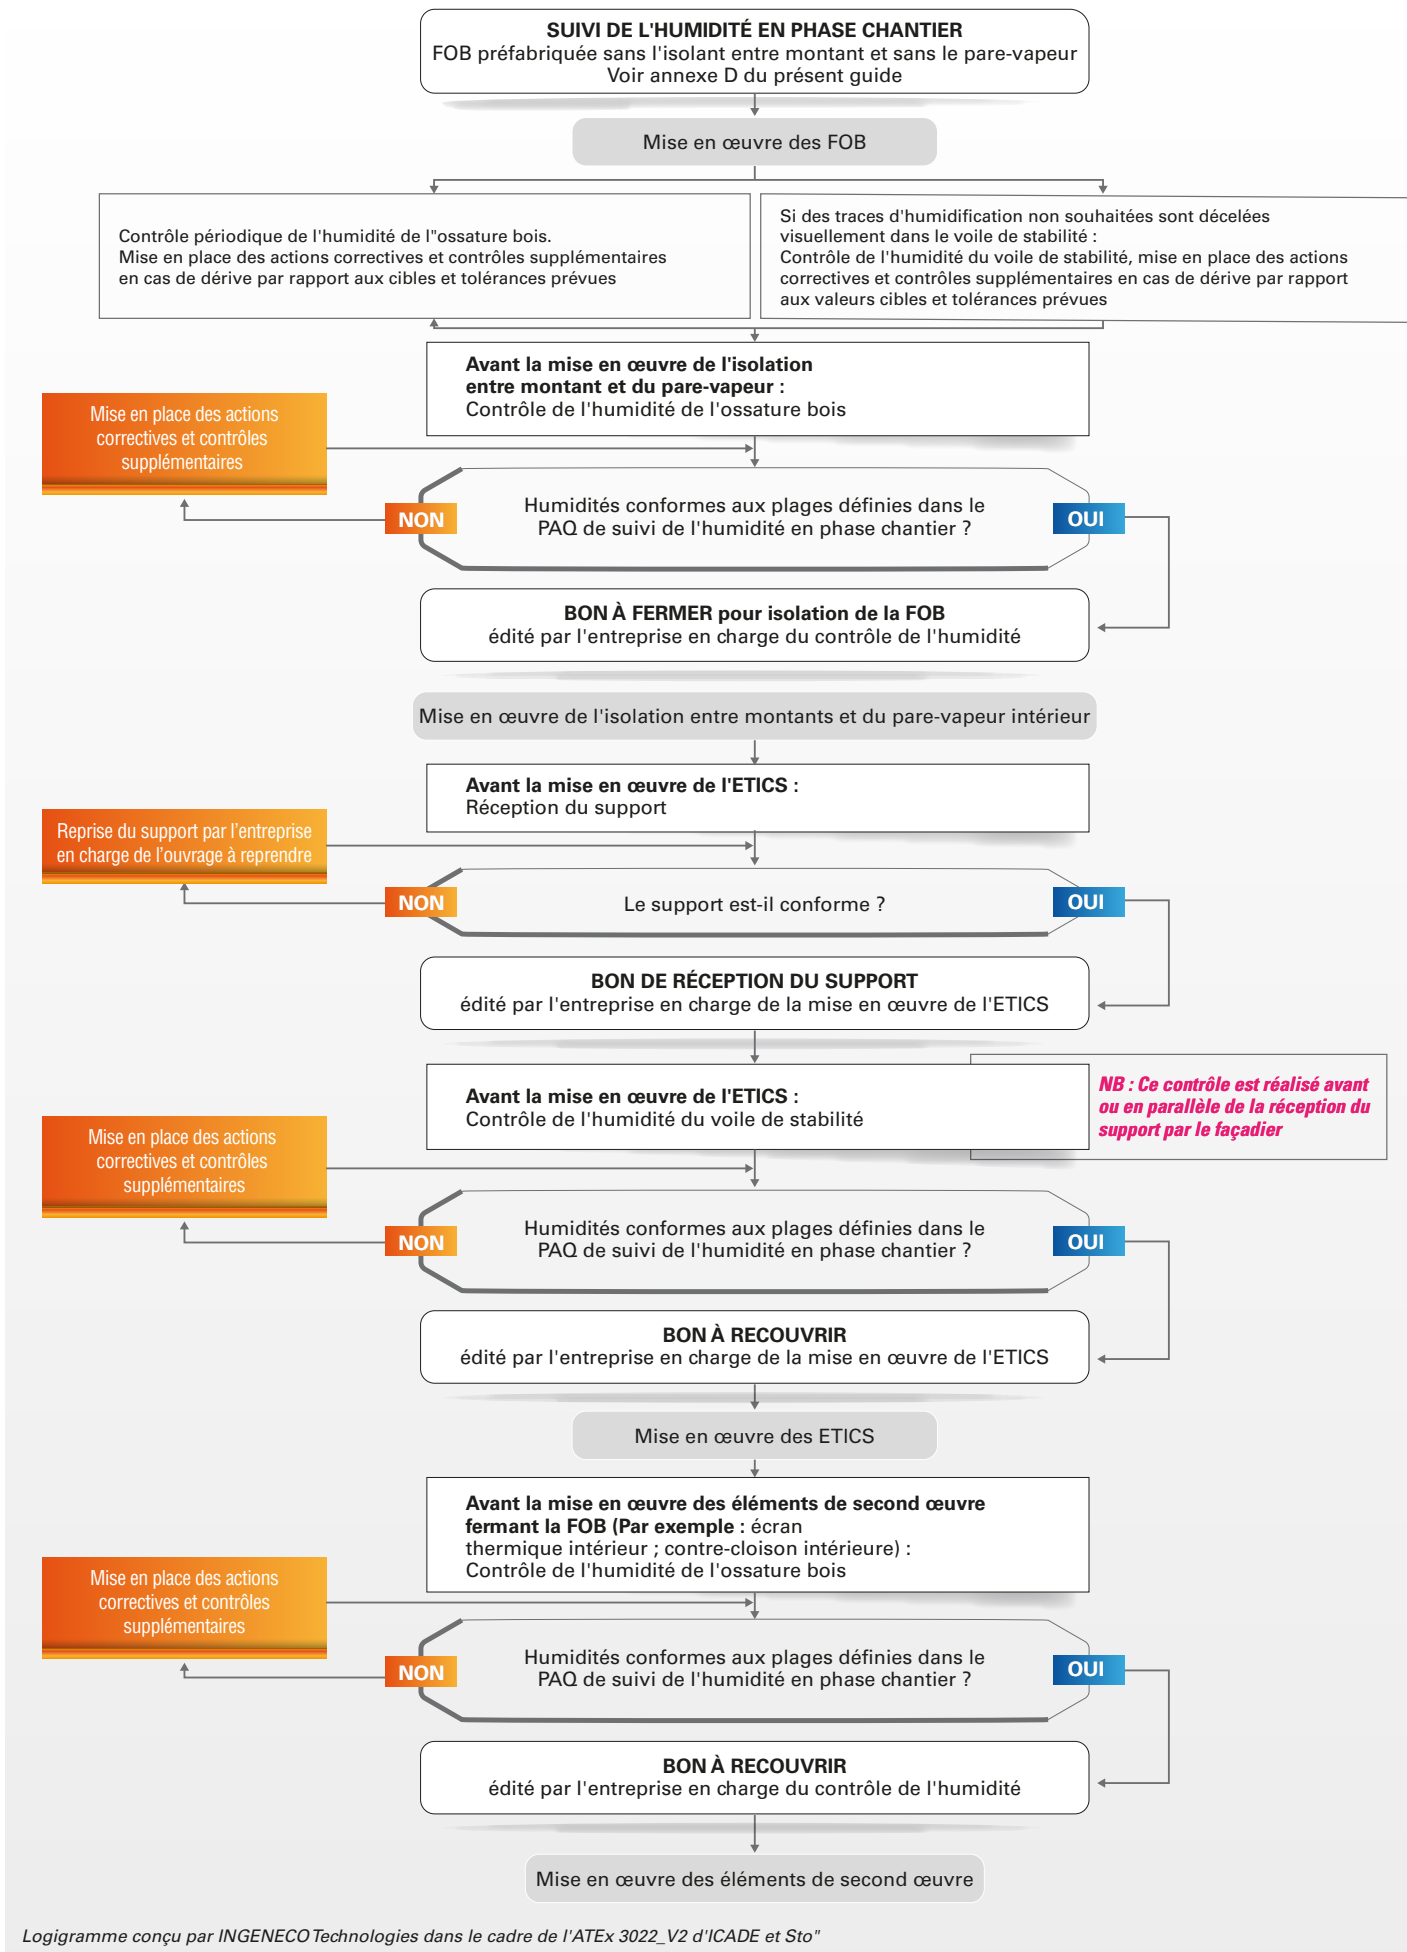 SUIVI DE L'HUMIDITÉ EN PHASE CHANTIER
FOB préfabriquée sans l'isolant entre montant et sans le pare-vapeur
Voir annexe D du présent guide
Mise en œuvre des FOB
Contrôle périodique de l'humidité de l"ossature bois.
Mise en place des actions correctives et contrôles supplémentaires
en cas de dérive par rapport aux cibles et tolérances prévues
Si des traces d'humidification non souhaitées sont décelées
visuellement dans le voile de stabilité :
Contrôle de l'humidité du voile de stabilité, mise en place des actions
correctives et contrôles supplémentaires en cas de dérive par rapport
aux valeurs cibles et tolérances prévues
Avant la mise en œuvre de l'isolation
entre montant et du pare-vapeur :
Contrôle de l'humidité de l'ossature bois
Mise en place des actions
correctives et contrôles
supplémentaires
Humidités conformes aux plages définies dans le
PAQ de suivi de l'humidité en phase chantier ?
NON
OUI
BON À FERMER pour isolation de la FOB
édité par l'entreprise en charge du contrôle de l'humidité
Mise en œuvre de l'isolation entre montants et du pare-vapeur intérieur
Avant la mise en œuvre de l'ETICS :
Réception du support
Reprise du support par l'entreprise
en charge de l'ouvrage à reprendre
NON
Le support est-il conforme ?
OUI
BON DE RÉCEPTION DU SUPPORT
édité par l'entreprise en charge de la mise en œuvre de l'ETICS
Avant la mise en œuvre de l'ETICS :
Contrôle de l'humidité du voile de stabilité
NB : Ce contrôle est réalisé avant
ou en parallèle de la réception du
support par le façadier
Mise en place des actions
correctives et contrôles
supplémentaires
Humidités conformes aux plages définies dans le
PAQ de suivi de l'humidité en phase chantier ?
NON
OUI
BON À RECOUVRIR
édité par l'entreprise en charge de la mise en œuvre de l'ETICS
Mise en œuvre des ETICS
Avant la mise en œuvre des éléments de second œuvre
fermant la FOB (Par exemple : écran
thermique intérieur ; contre-cloison intérieure) :
Contrôle de l'humidité de l'ossature bois
Mise en place des actions
correctives et contrôles
supplémentaires
Humidités conformes aux plages définies dans le
PAQ de suivi de l'humidité en phase chantier ?
NON
OUI
BON À RECOUVRIR
édité par l'entreprise en charge du contrôle de l'humidité
Mise en œuvre des éléments de second œuvre
Logigramme conçu par INGENECO Technologies dans le cadre de l'ATEx 3022_V2 d'ICADE et Sto"